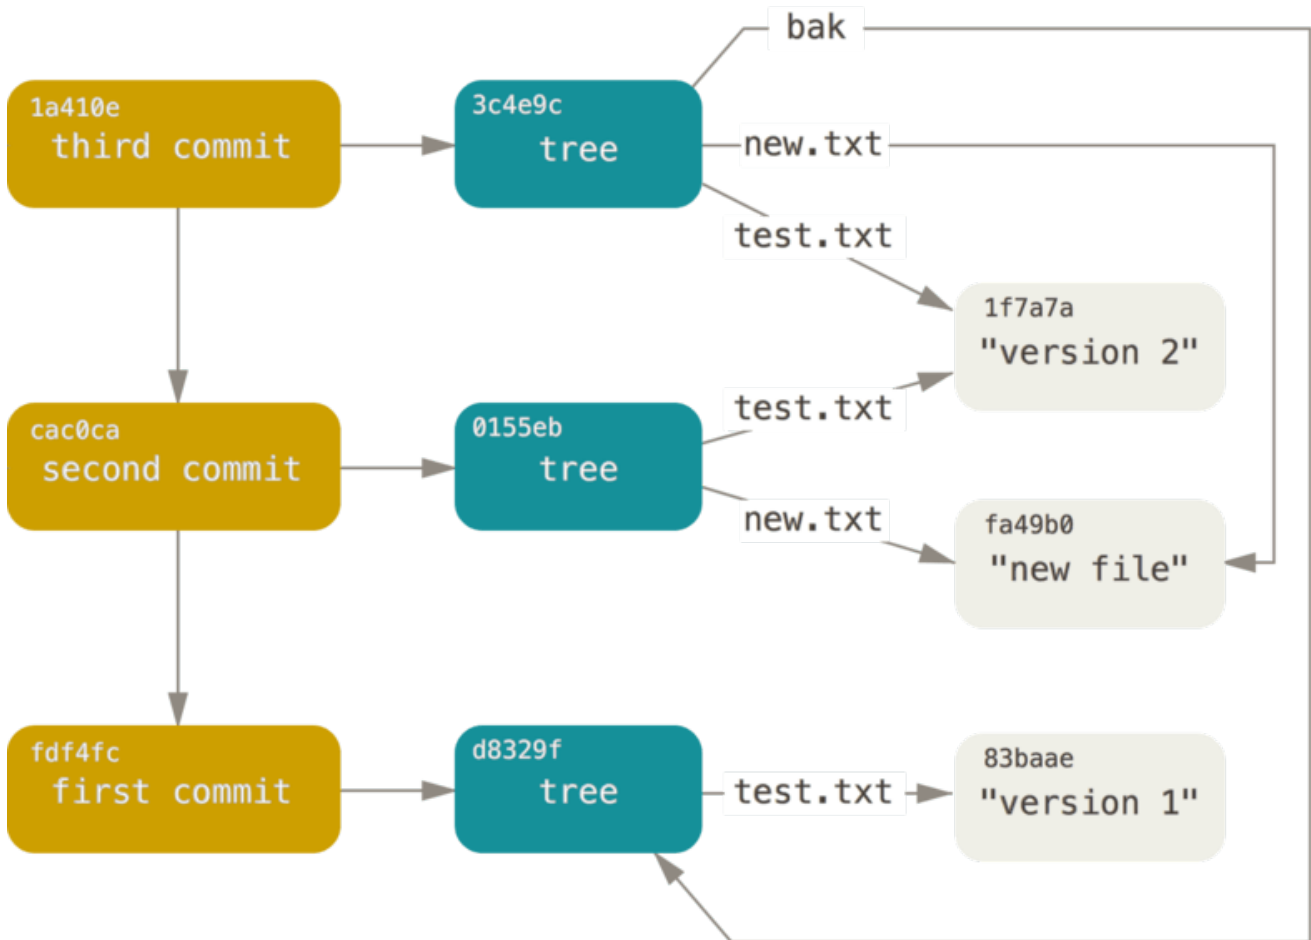 bak
1a410e
third commit
3c4e9c
tree
new.txt
test.txt
1f7a7a
"version 2"
cac0ca
second commit
0155eb
tree
test.txt
new.txt
fa49b0
"new file"
fdf4fc
first commit
d8329f
tree
test.txt
83baae
"version 1"